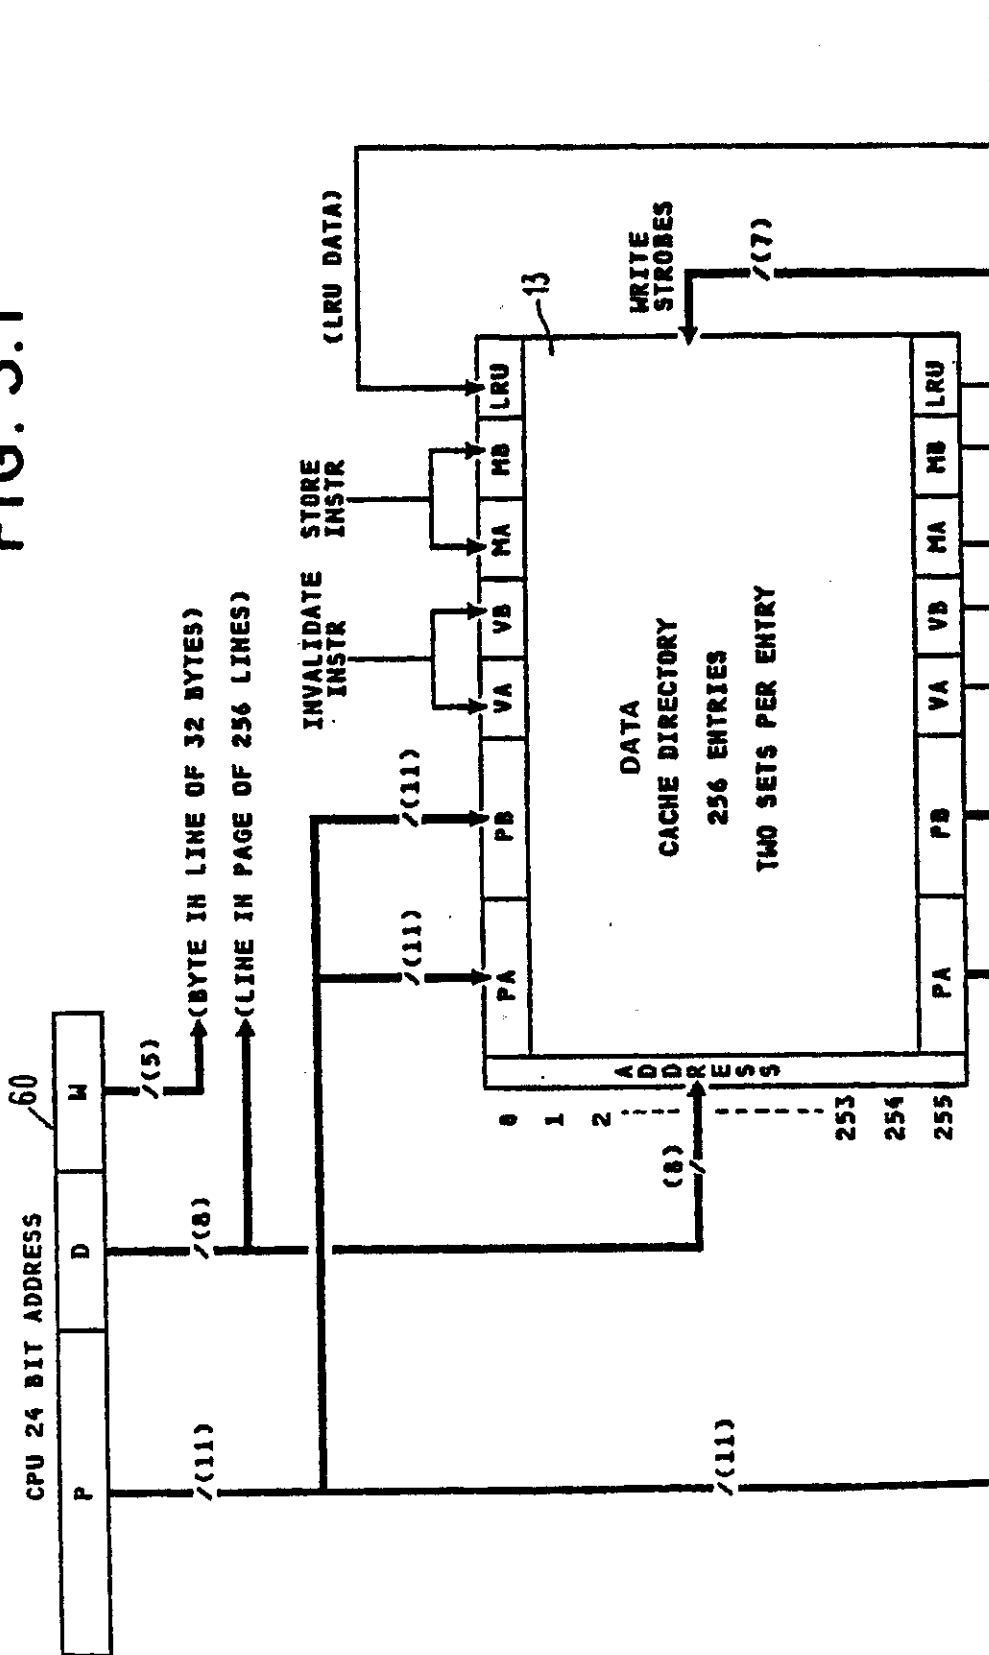 FIG. 3.1
CPU 24 BIT ADDRESS
60
P
D
W
/(11)
/(8)
/(5)
(BYTE IN LINE OF 32 BYTES)
(LINE IN PAGE OF 256 LINES)
INVALIDATE
INSTR
STORE
INSTR
(LRU DATA)
/(11)
/(11)
PA
PB
VA
VB
MA
MB
LRU
13
0
1
2
253
254
255
(8)
ADDRESS
DATA
CACHE DIRECTORY
256 ENTRIES
TWO SETS PER ENTRY
WRITE
STROBES
/(7)
/(11)
PA
PB
VA
VB
MA
MB
LRU